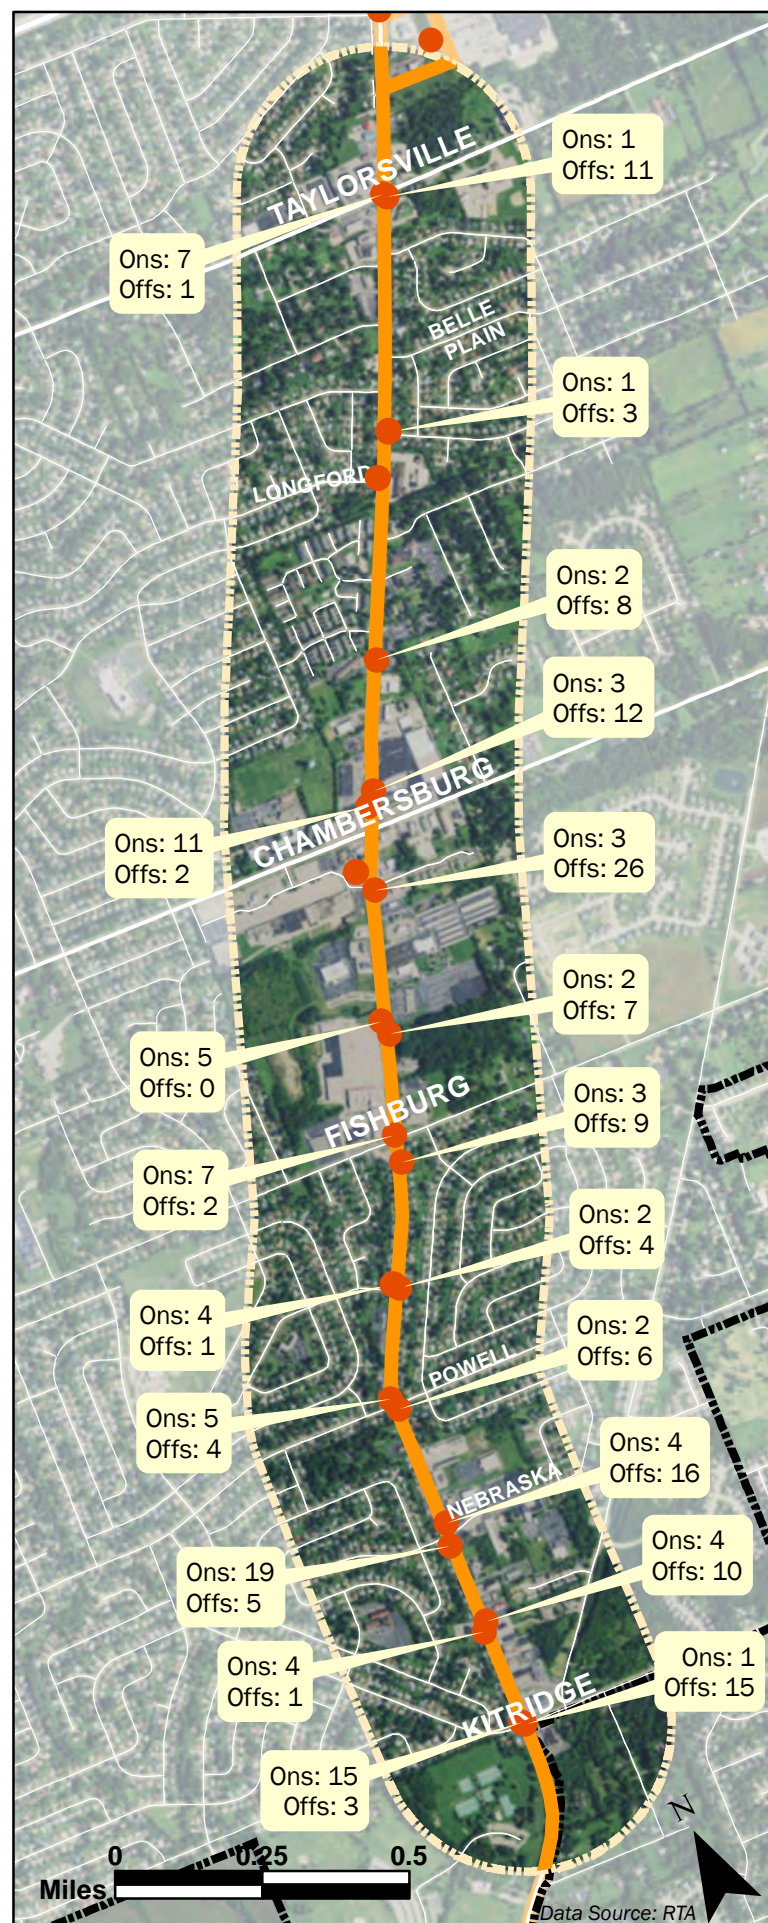 Ons: 1
Offs: 11
TAYLORSVILLE
Ons: 7
Offs: 1
BELLE
PLAIN
Ons: 1
Offs: 3
LONGFORD
Ons: 2
Offs: 8
Ons: 3
Offs: 12
CHAMBERSBURG
Ons: 11
Offs: 2
Ons: 3
Offs: 26
Ons: 2
Offs: 7
Ons: 5
Offs: 0
FISHBURG
Ons: 3
Offs: 9
Ons: 7
Offs: 2
Ons: 2
Offs: 4
Ons: 4
Offs: 1
Ons: 2
Offs: 6
POWELL
Ons: 5
Offs: 4
Ons: 4
Offs: 16
NEBRASKA
Ons: 4
Offs: 10
Ons: 19
Offs: 5
Ons: 4
Offs: 1
Ons: 1
Offs: 15
KITRIDGE
Ons: 15
Offs: 3
N
0 0.25 0.5
Miles
Data Source: RTA